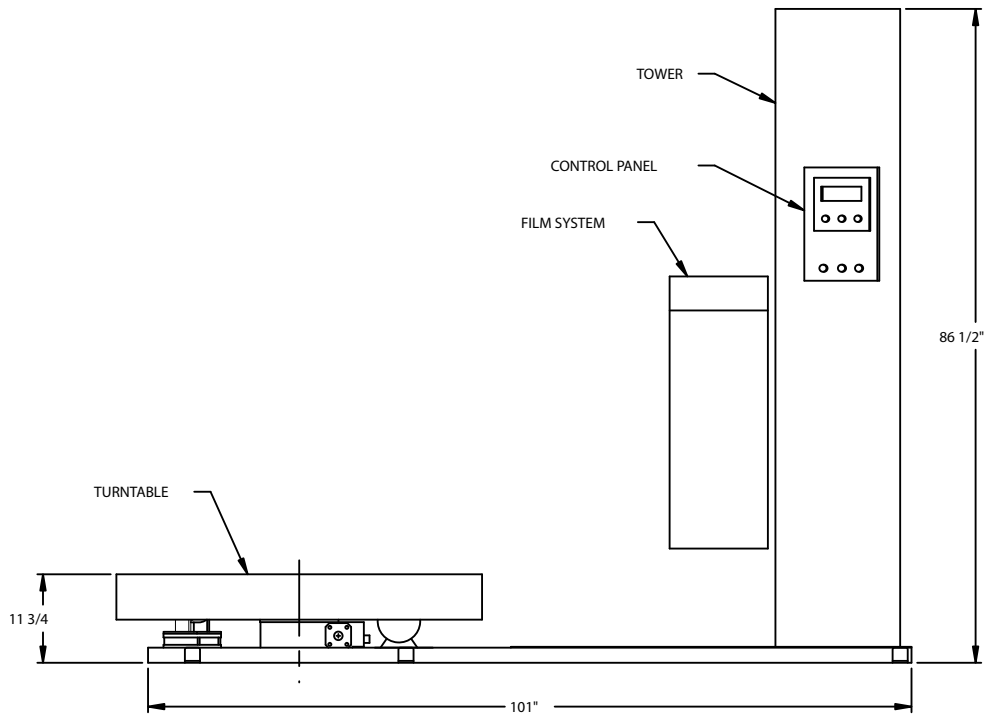 TOWER
CONTROL PANEL
FILM SYSTEM
86 1/2"
TURNTABLE
11 3/4
101"